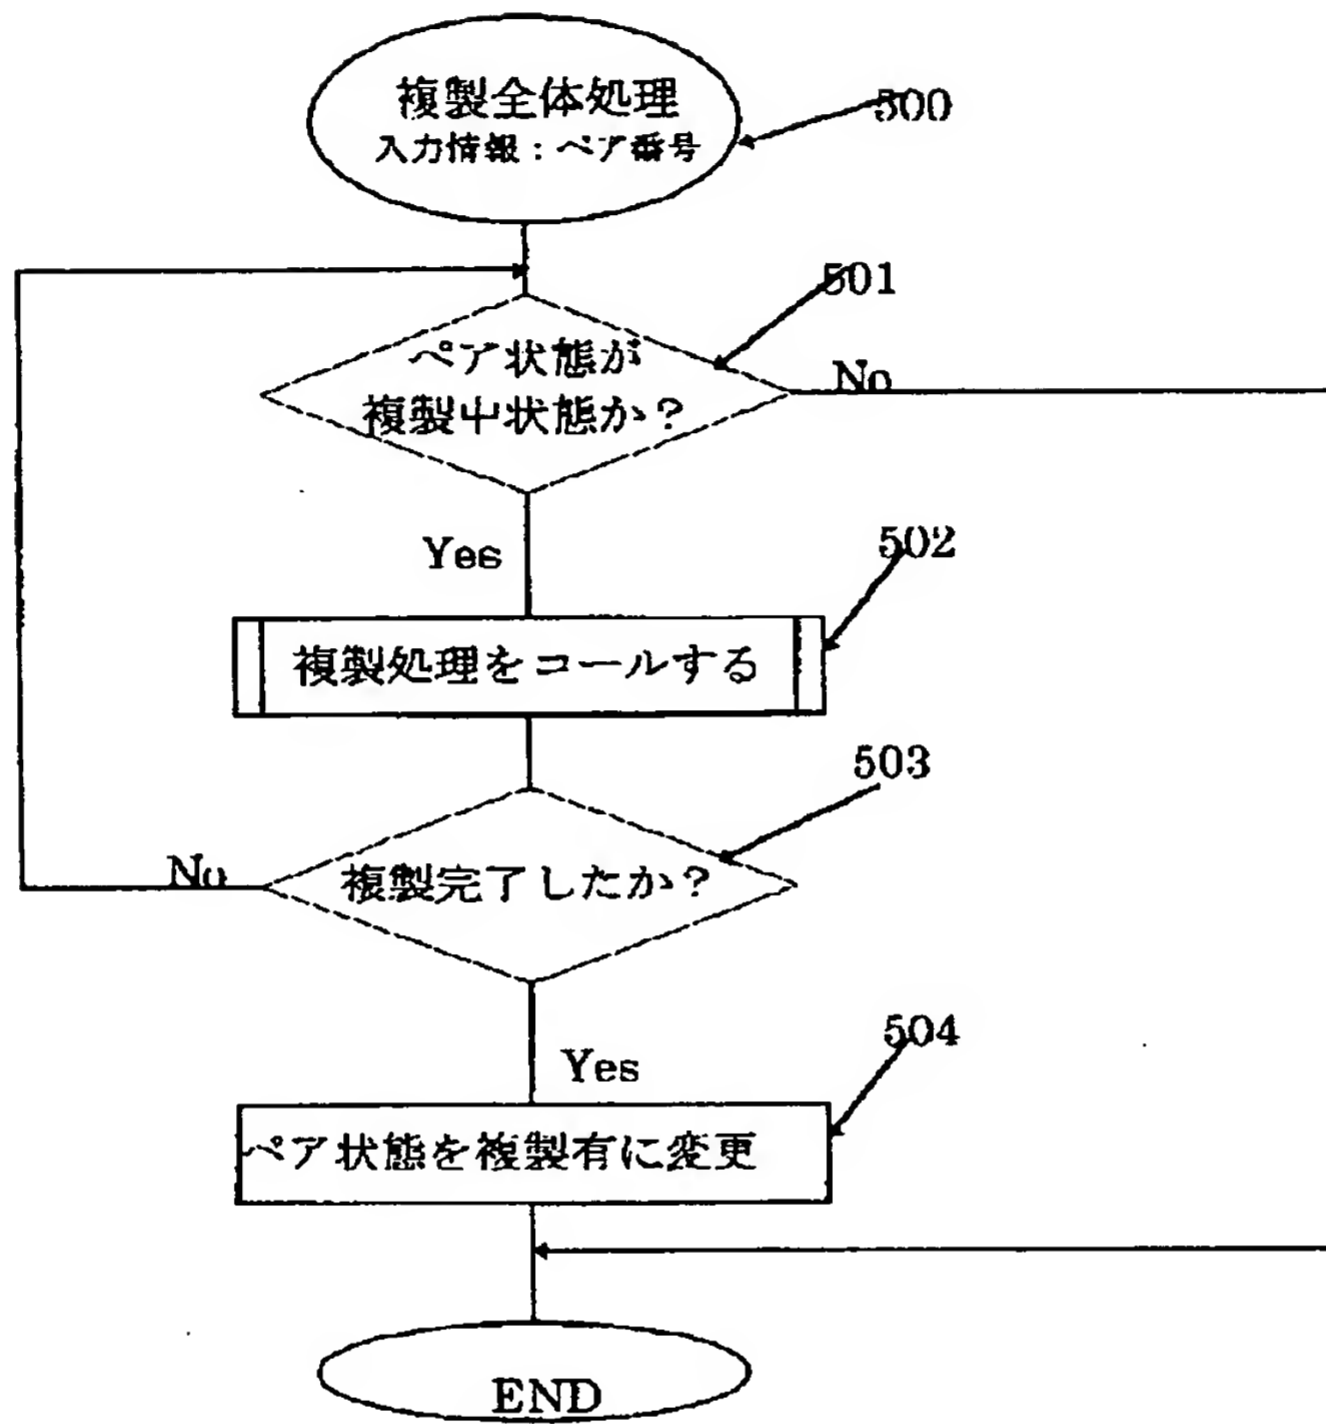 複製全体処理
入力情報：ペア番号
500
501
ペア状態が
複製中状態か？
No
Yes
502
複製処理をコールする
503
複製完了したか？
No
Yes
504
ペア状態を複製有に変更
END